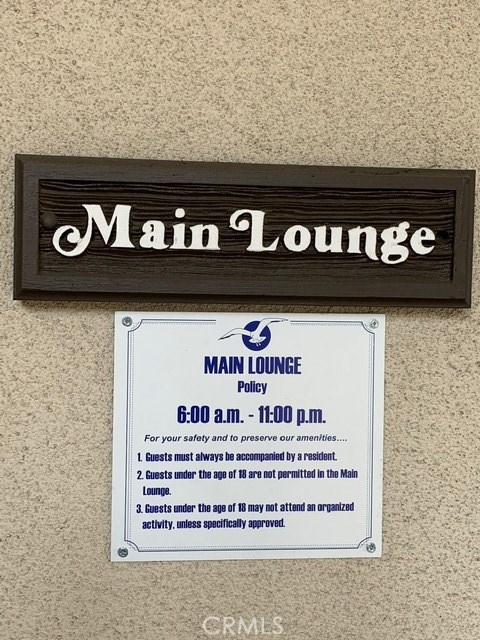 Main Lounge
MAIN LOUNGE
Policy
6:00 a.m. - 11:00 p.m.
For your safety and to preserve our amenities....
1. Guests must always be accompanied by a resident.
2. Guests under the age of 18 are not permitted in the Main
Lounge.
3. Guests under the age of 18 may not attend an organized
activity, unless specifically approved.
CRMLS